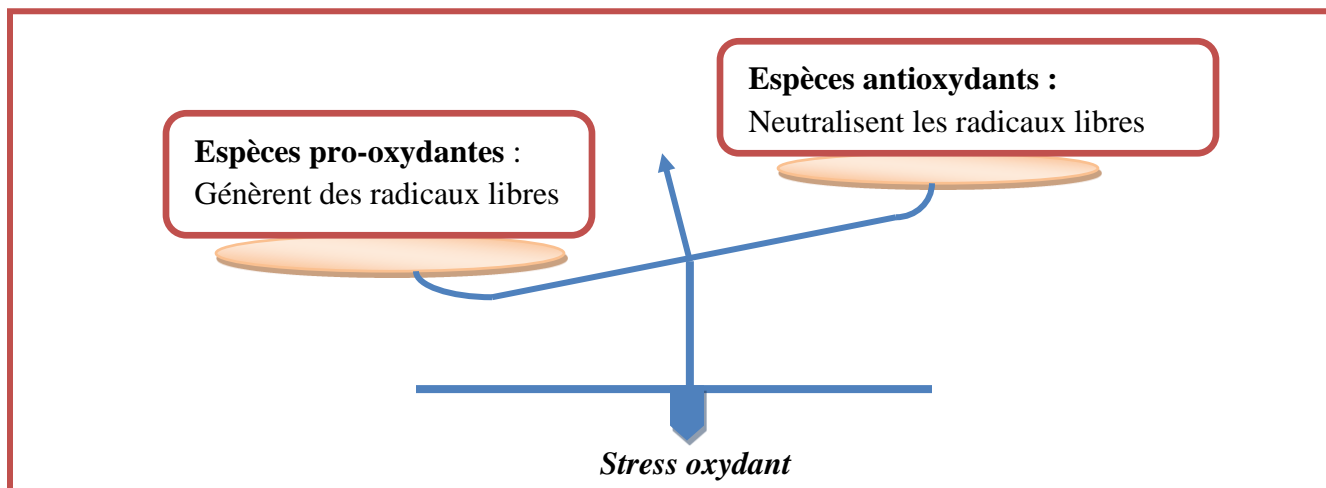 Espèces antioxydants :
Neutralisent les radicaux libres
Espèces pro-oxydantes :
Génèrent des radicaux libres
Stress oxydant